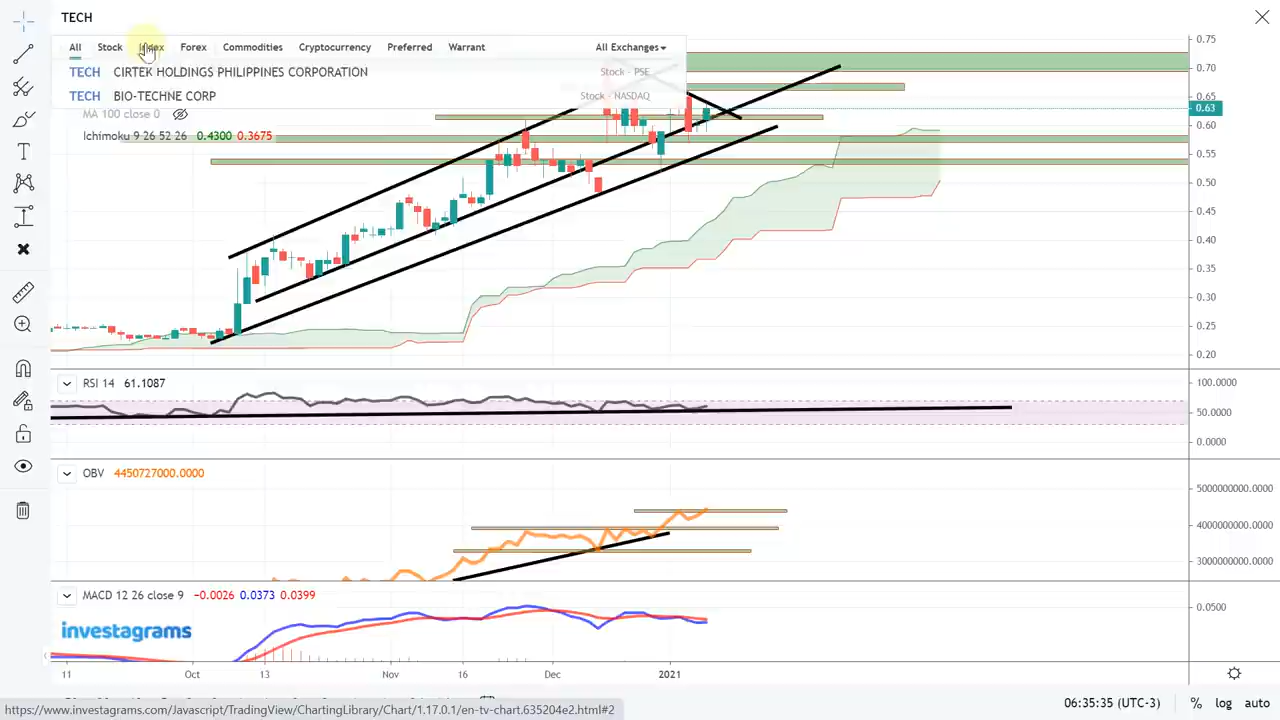 TECH
All Stock Index Forex Commodities Cryptocurrency Preferred Warrant All Exchanges
TECH CIRTEK HOLDINGS PHILIPPINES CORPORATION Stock - PSE
TECH BIO-TECHNE CORP Stock - NASDAQ
MA 100 close 0
Ichimoku 9 26 52 26 0.4300 0.3675
0.75
0.70
0.65
0.63
0.60
0.55
0.50
0.45
0.40
0.35
0.30
0.25
0.20
RSI 14 61.1087
100.0000
50.0000
0.0000
OBV 4450727000.0000
5000000000.0000
4000000000.0000
3000000000.0000
MACD 12 26 close 9 −0.0026 0.0373 0.0399
0.0500
investagrams
11 Oct 13 Nov 16 Dec 2021
06:35:35 (UTC-3) % log auto
https://www.investagrams.com/Javascript/TradingView/ChartingLibrary/Chart/1.17.0.1/en-tv-chart.635204e2.html#2